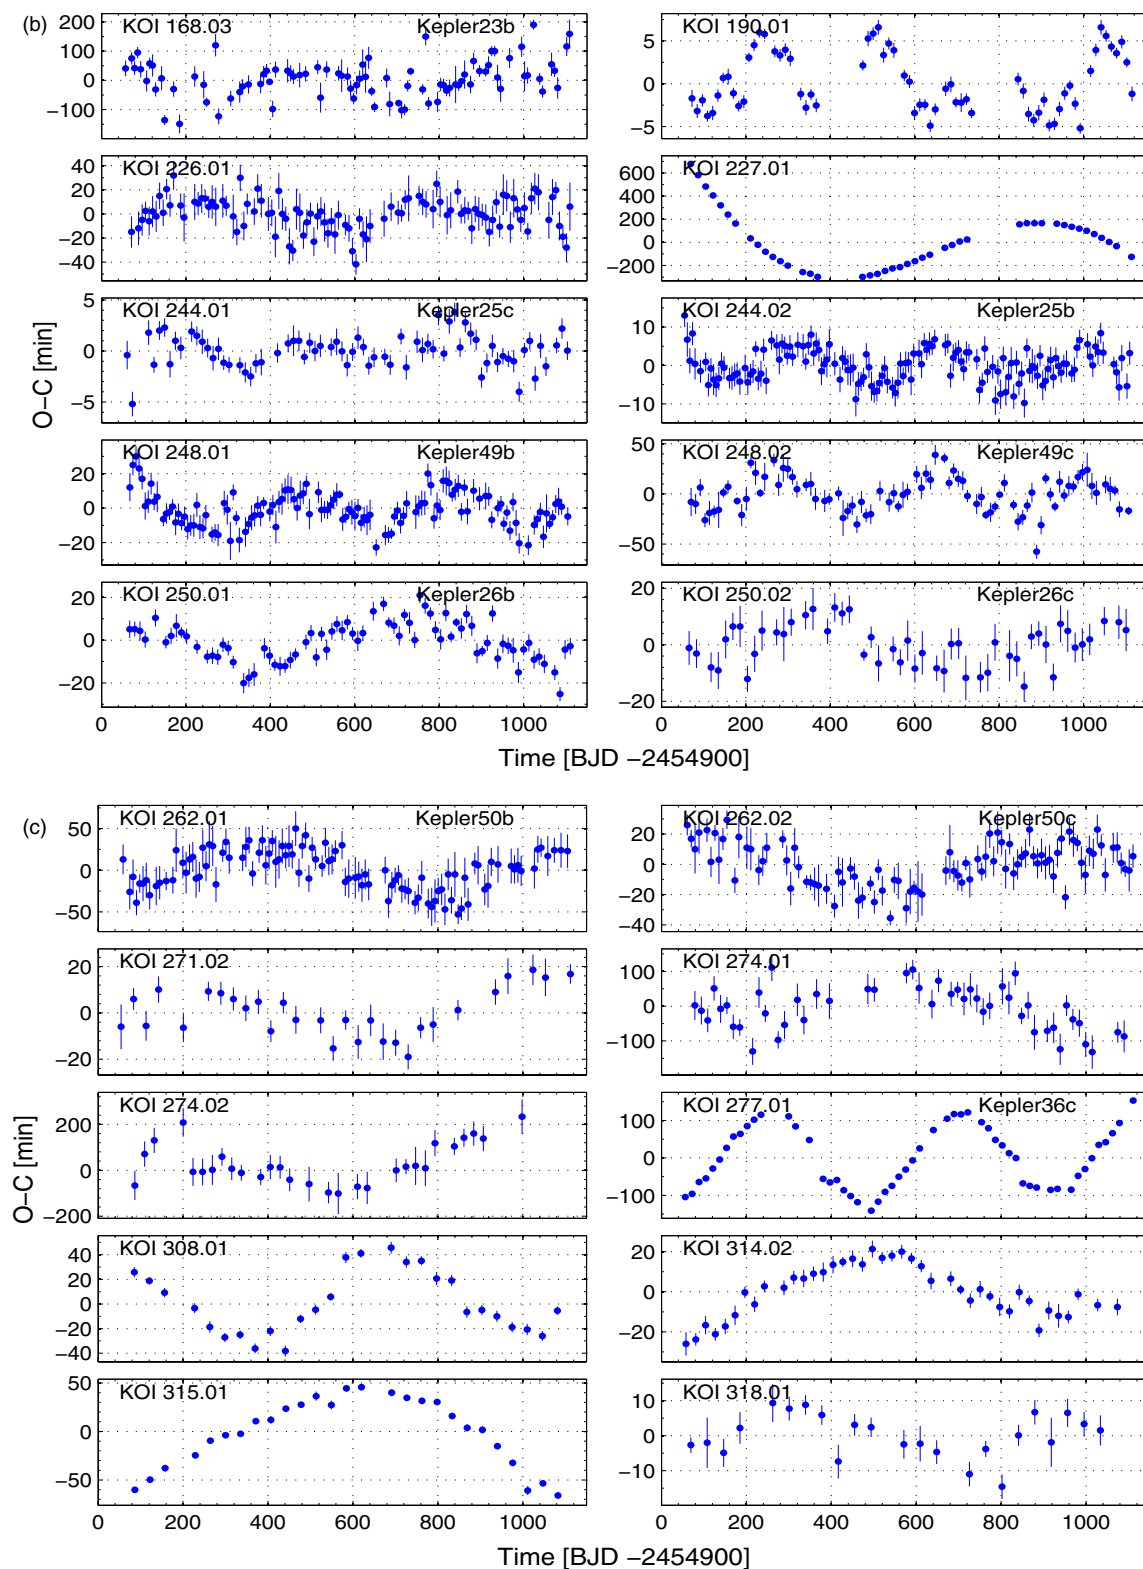 (b)
KOI 168.03 Kepler23b
200
100
0
−100
KOI 190.01
5
0
−5
KOI 226.01
40
20
0
−20
−40
KOI 227.01
600
400
200
0
−200
KOI 244.01 Kepler25c
5
0
−5
KOI 244.02 Kepler25b
10
0
−10
KOI 248.01 Kepler49b
40
20
0
−20
KOI 248.02 Kepler49c
50
0
−50
KOI 250.01 Kepler26b
20
0
−20
0 200 400 600 800 1000
KOI 250.02 Kepler26c
20
0
−20
0 200 400 600 800 1000
O−C [min]
Time [BJD −2454900]
(c)
KOI 262.01 Kepler50b
50
0
−50
KOI 262.02 Kepler50c
20
0
−20
−40
KOI 271.02
20
0
−20
KOI 274.01
100
0
−100
KOI 274.02
200
0
−200
KOI 277.01 Kepler36c
100
0
−100
KOI 308.01
40
20
0
−20
−40
KOI 314.02
20
0
−20
KOI 315.01
50
0
−50
0 200 400 600 800 1000
KOI 318.01
10
0
−10
0 200 400 600 800 1000
O−C [min]
Time [BJD −2454900]